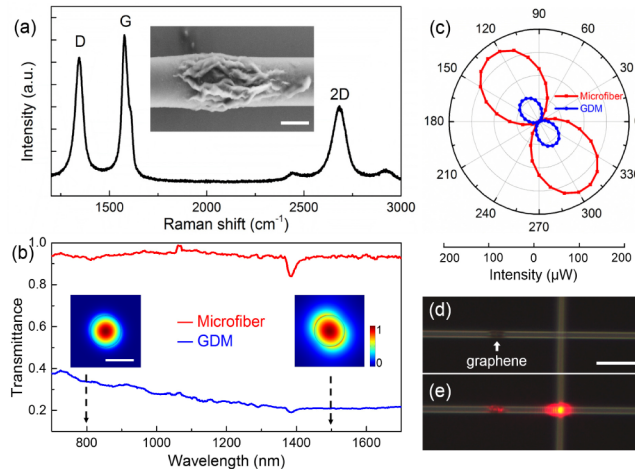 (a)
D
G
2D
Intensity (a.u.)
1500
2000
2500
3000
Raman shift (cm-1)
(b)
1.0
0.8
0.6
0.4
0.2
Transmittance
Microfiber
GDM
1
0
800
1000
1200
1400
1600
Wavelength (nm)
(c)
90
120
60
150
30
180
0
210
330
240
300
270
Microfiber
GDM
200
100
0
100
200
Intensity (μW)
(d)
graphene
(e)